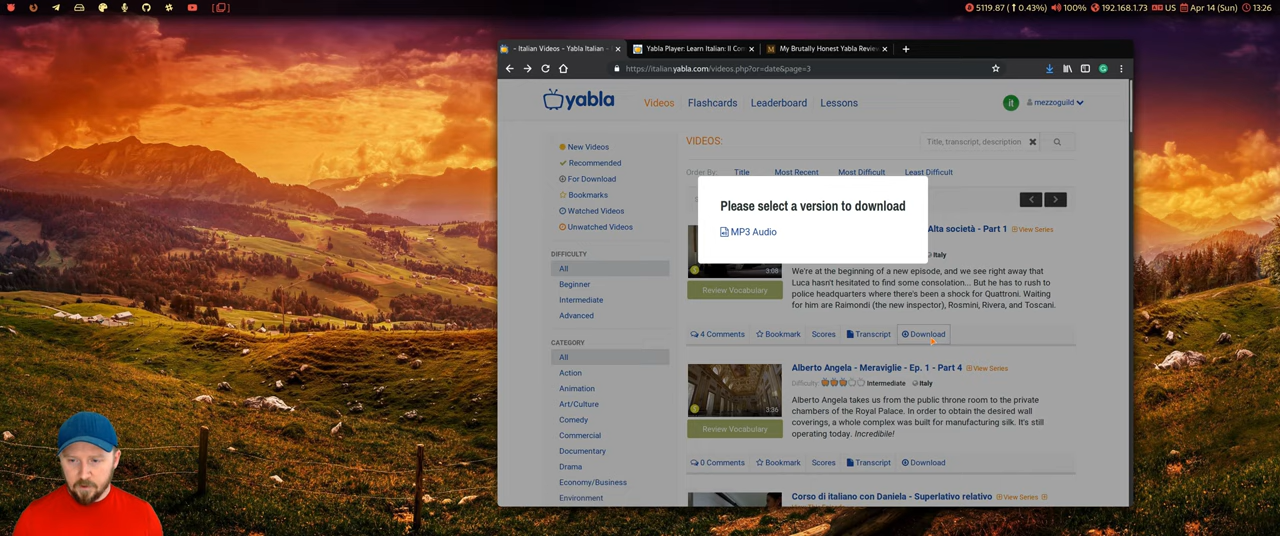 5119.87 (⬆ 0.43%) 100% 192.168.1.73 US Apr 14 (Sun) 13:26
- Italian Videos - Yabla Italian -
Yabla Player: Learn Italian: Il Com
My Brutally Honest Yabla Review
https://italian.yabla.com/videos.php?or=date&page=3
yabla
Videos Flashcards Leaderboard Lessons
it mezzoguild
New Videos
Recommended
For Download
Bookmarks
Watched Videos
Unwatched Videos
DIFFICULTY
All
Beginner
Intermediate
Advanced
CATEGORY
All
Action
Animation
Art/Culture
Comedy
Commercial
Documentary
Drama
Economy/Business
Environment
VIDEOS:
Title, transcript, description
Order By: Title Most Recent Most Difficult Least Difficult
Please select a version to download
MP3 Audio
Alta società - Part 1 View Series
Italy
3:08
We're at the beginning of a new episode, and we see right away that
Luca hasn't hesitated to find some consolation... But he has to rush to
police headquarters where there's been a shock for Quattroni. Waiting
for him are Raimondi (the new inspector), Rosmini, Rivera, and Toscani.
Review Vocabulary
4 Comments Bookmark Scores Transcript Download
Alberto Angela - Meraviglie - Ep. 1 - Part 4 View Series
Difficulty: Intermediate Italy
3:36
Alberto Angela takes us from the public throne room to the private
chambers of the Royal Palace. In order to obtain the desired wall
coverings, a whole complex was built for manufacturing silk. It's still
operating today. Incredibile!
Review Vocabulary
0 Comments Bookmark Scores Transcript Download
Corso di italiano con Daniela - Superlativo relativo View Series